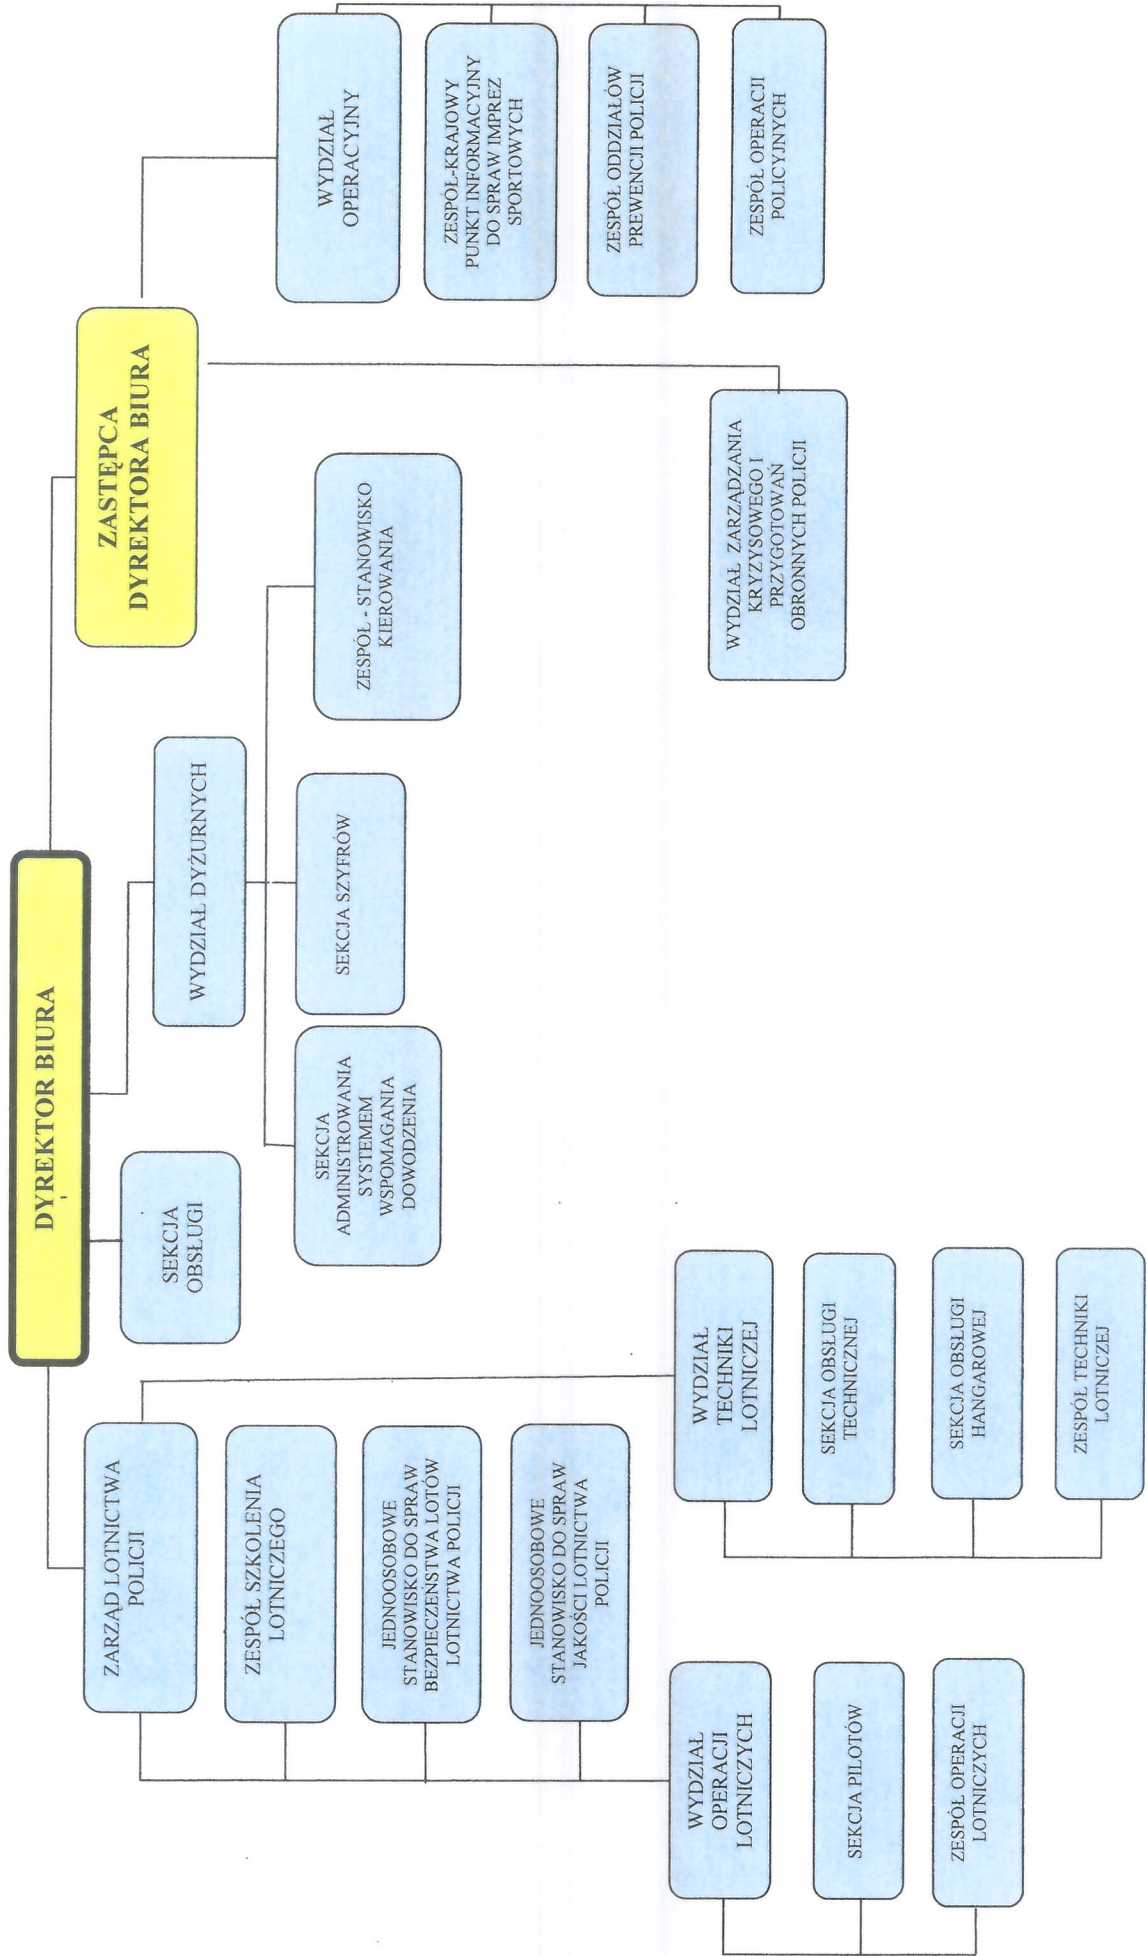 DYREKTOR BIURA
ZASTĘPCA
DYREKTORA BIURA
ZARZĄD LOTNICTWA
POLICJI
ZESPÓŁ SZKOLENIA
LOTNICZEGO
JEDNOOSOBOWE
STANOWISKO DO SPRAW
BEZPIECZEŃSTWA LOTÓW
LOTNICTWA POLICJI
JEDNOOSOBOWE
STANOWISKO DO SPRAW
JAKOŚCI LOTNICTWA
POLICJI
WYDZIAŁ
OPERACJI
LOTNICZYCH
SEKCJA PILOTÓW
ZESPÓŁ OPERACJI
LOTNICZYCH
WYDZIAŁ
TECHNIKI
LOTNICZEJ
SEKCJA OBSŁUGI
TECHNICZNEJ
SEKCJA OBSŁUGI
HANGAROWEJ
ZESPÓŁ TECHNIKI
LOTNICZEJ
SEKCJA
OBSŁUGI
WYDZIAŁ DYŻURNYCH
SEKCJA
ADMINISTROWANIA
SYSTEMEM
WSPOMAGANIA
DOWODZENIA
SEKCJA SZYFRÓW
ZESPÓŁ - STANOWISKO
KIEROWANIA
WYDZIAŁ
OPERACYJNY
ZESPÓŁ-KRAJOWY
PUNKT INFORMACYJNY
DO SPRAW IMPREZ
SPORTOWYCH
ZESPÓŁ ODDZIAŁÓW
PREWENCJI POLICJI
ZESPÓŁ OPERACJI
POLICYJNYCH
WYDZIAŁ ZARZĄDZANIA
KRYZYSOWEGO I
PRZYGOTOWAŃ
OBRONNYCH POLICJI